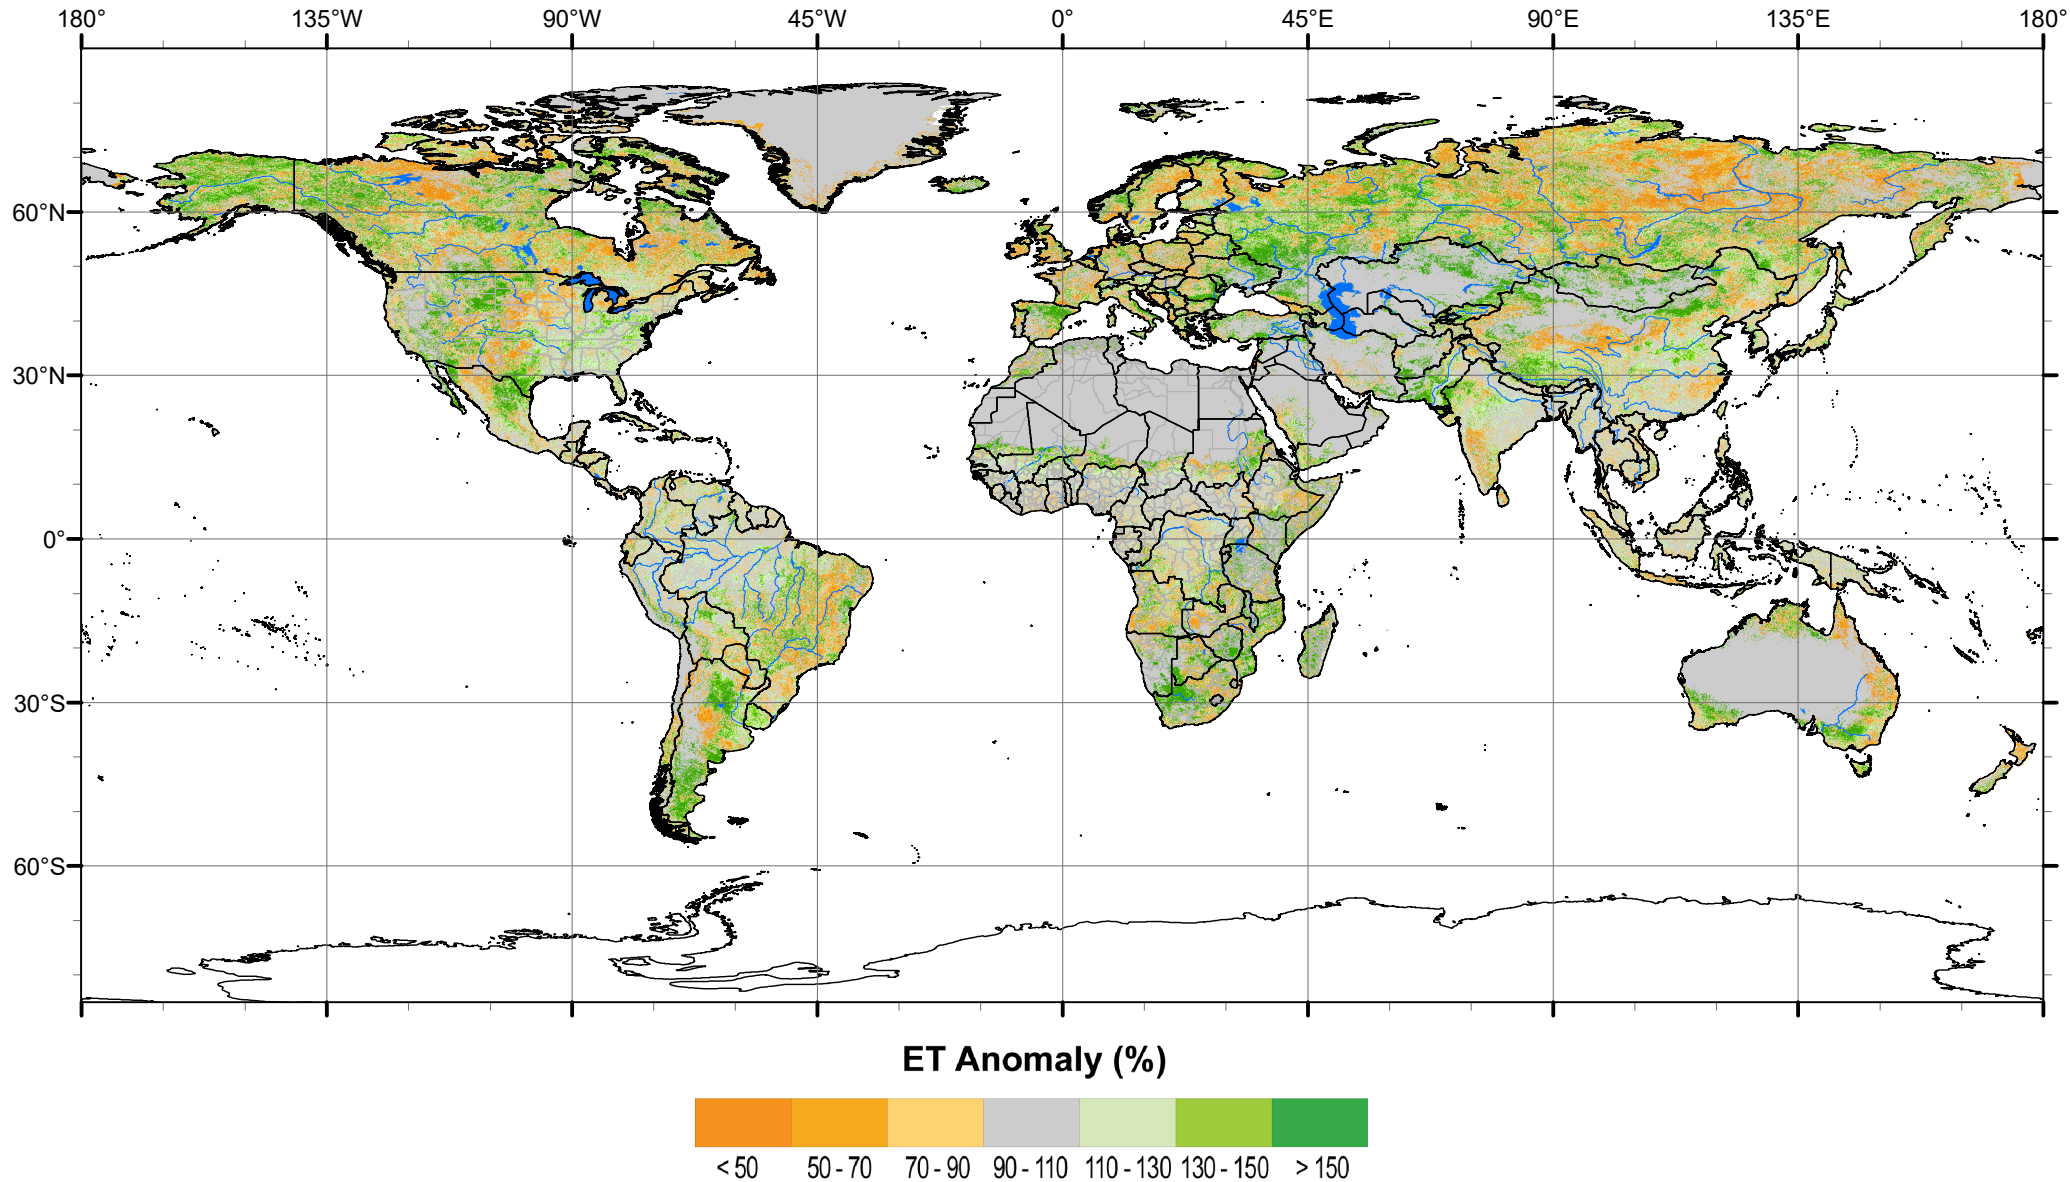 180° 135°W 90°W 45°W 0° 45°E 90°E 135°E 180°
60°N
30°N
0°
30°S
60°S
ET Anomaly (%)
< 50 50 - 70 70 - 90 90 - 110 110 - 130 130 - 150 > 150